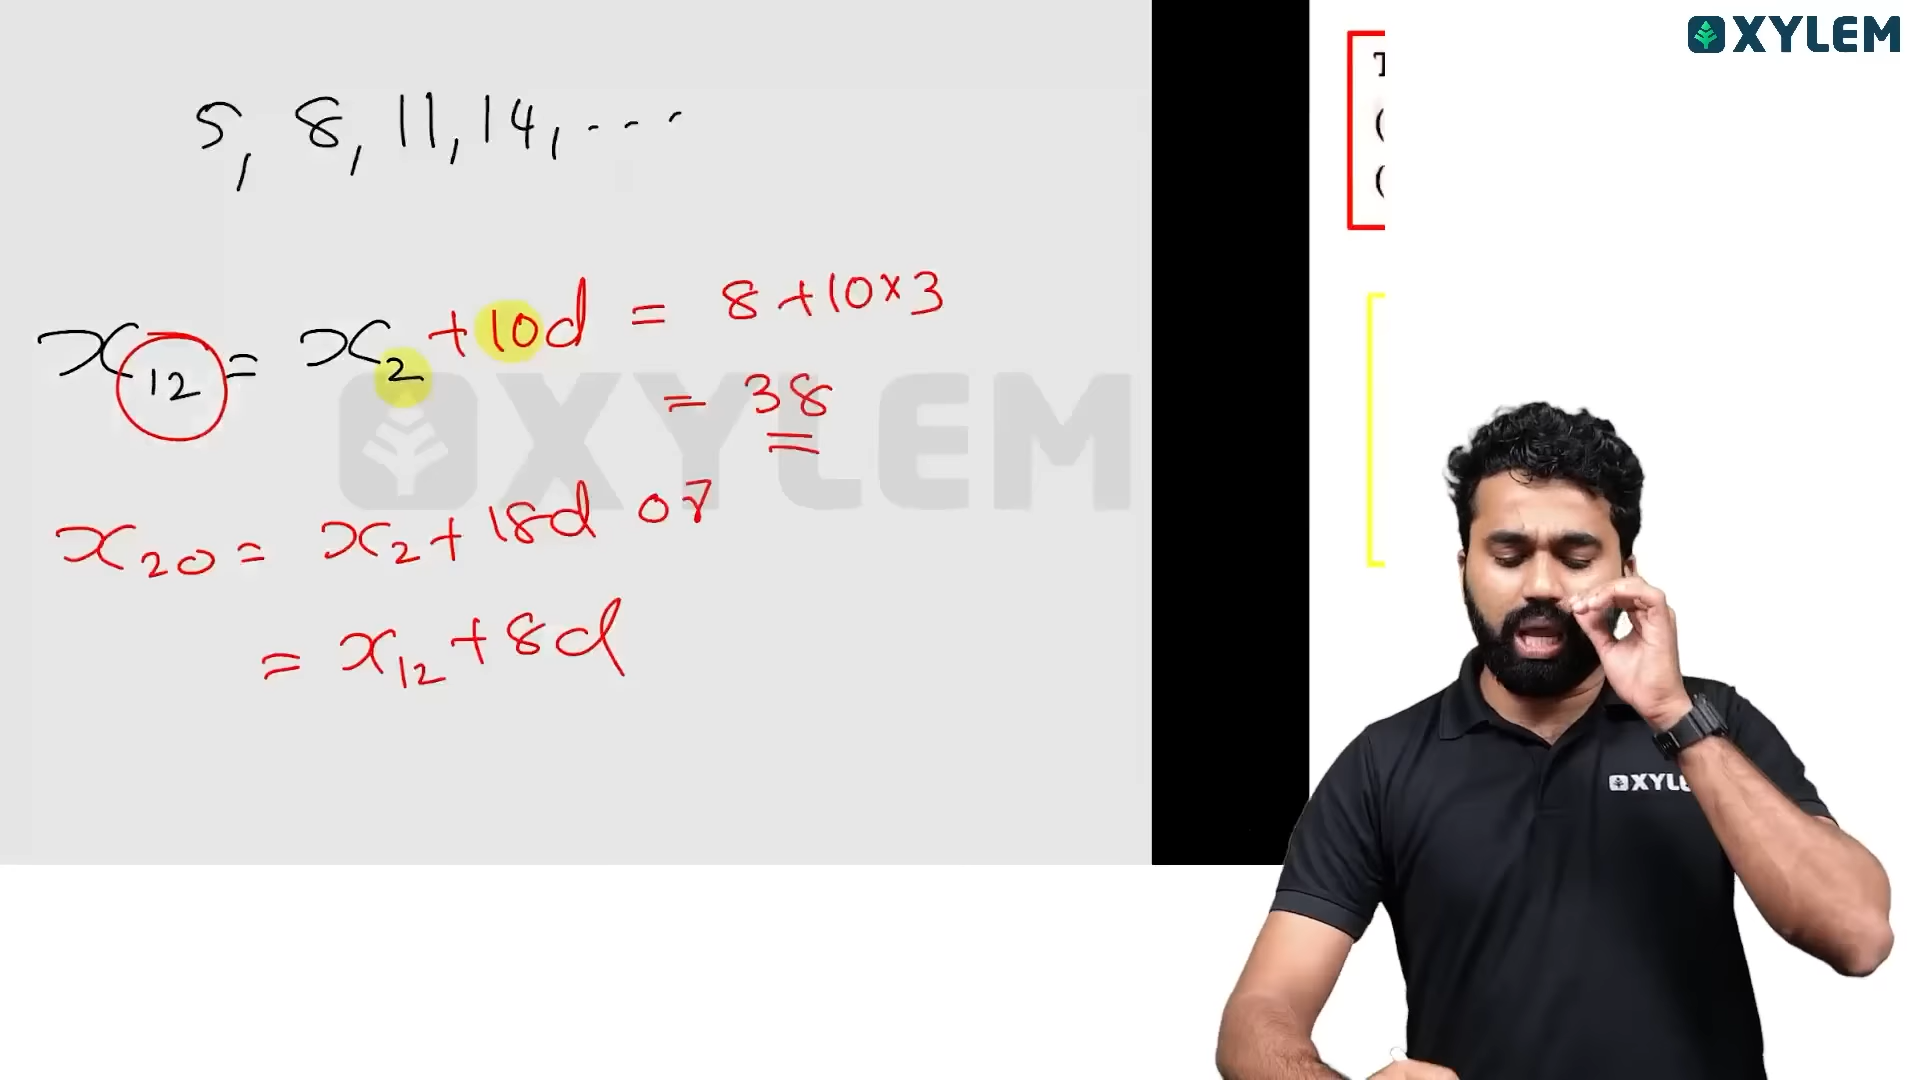 XYLEM
5, 8, 11, 14, ...
x₁₂ = x₂ + 10d = 8 + 10 × 3
= 38
XYLEM
x₂₀ = x₂ + 18d or
= x₁₂ + 8d
XYLE